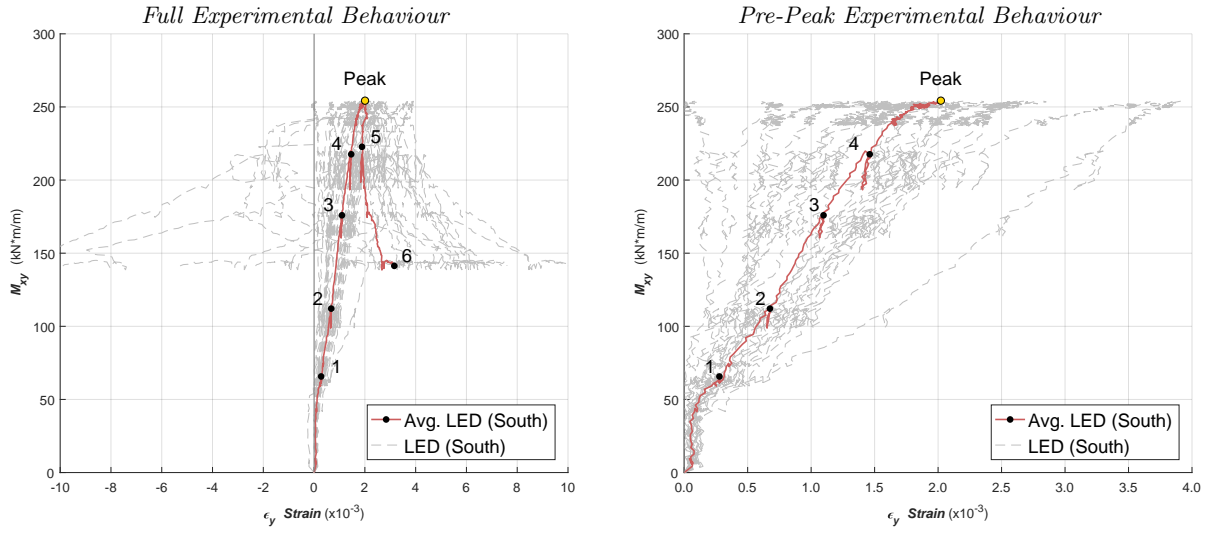 Full Experimental Behaviour
300
250
200
150
100
50
0
M_xy (kN*m/m)
-10 -8 -6 -4 -2 0 2 4 6 8 10
ϵ_y Strain (x10^-3)
Peak
4
5
3
6
2
1
Avg. LED (South)
LED (South)
Pre-Peak Experimental Behaviour
300
250
200
150
100
50
0
M_xy (kN*m/m)
0.0 0.5 1.0 1.5 2.0 2.5 3.0 3.5 4.0
ϵ_y Strain (x10^-3)
Peak
4
3
2
1
Avg. LED (South)
LED (South)